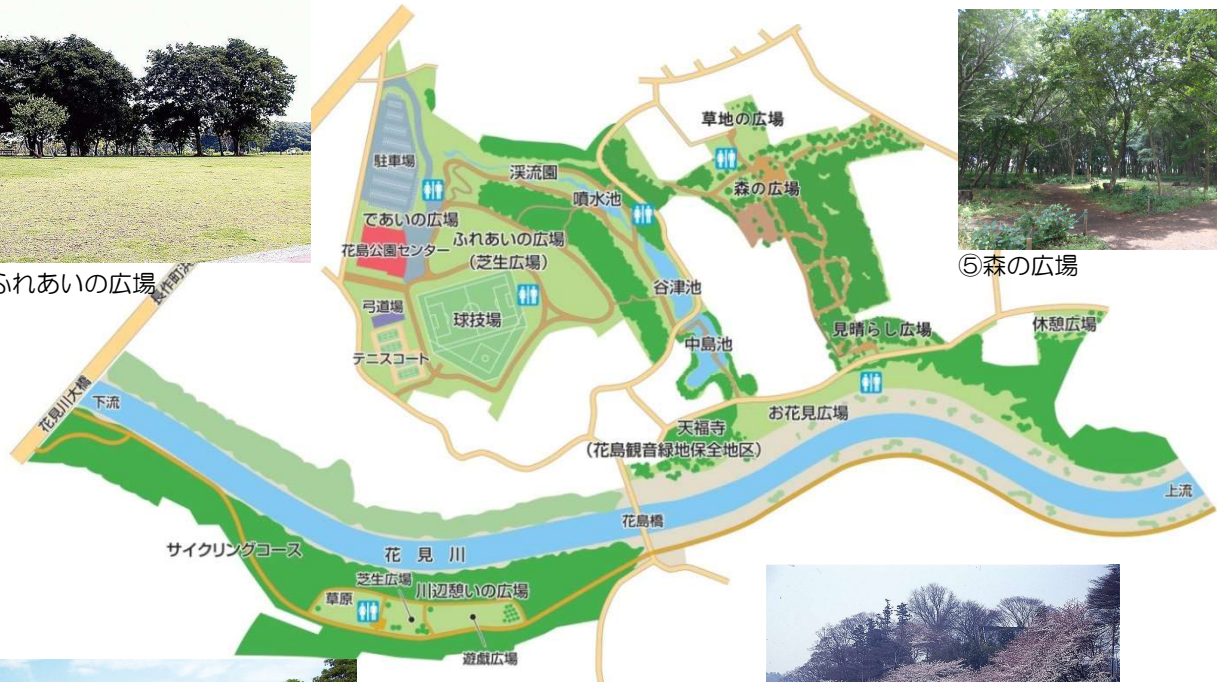 草地の広場
駐車場
渓流園
森の広場
噴水池
であいの広場
ふれあいの広場
(芝生広場)
花島公園センター
⑤森の広場
ふれあいの広場
谷津池
弓道場
球技場
見晴らし広場
休憩広場
中島池
テニスコート
花見川大橋
下流
お花見広場
天福寺
(花島観音緑地保全地区)
上流
花島橋
サイクリングコース
花見川
芝生広場
川辺憩いの広場
草原
遊戯広場